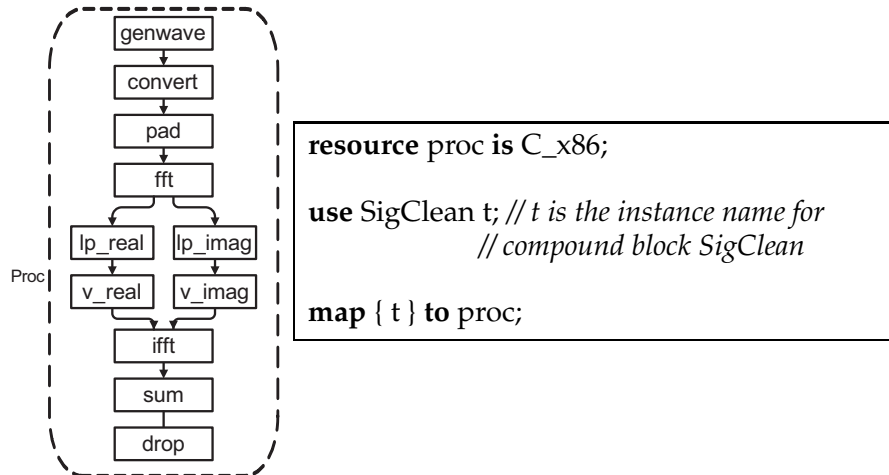 genwave
convert
pad
fft
lp_real lp_imag
Proc
v_real v_imag
ifft
sum
drop
resource proc is C_x86;
use SigClean t; // t is the instance name for
// compound block SigClean
map { t } to proc;